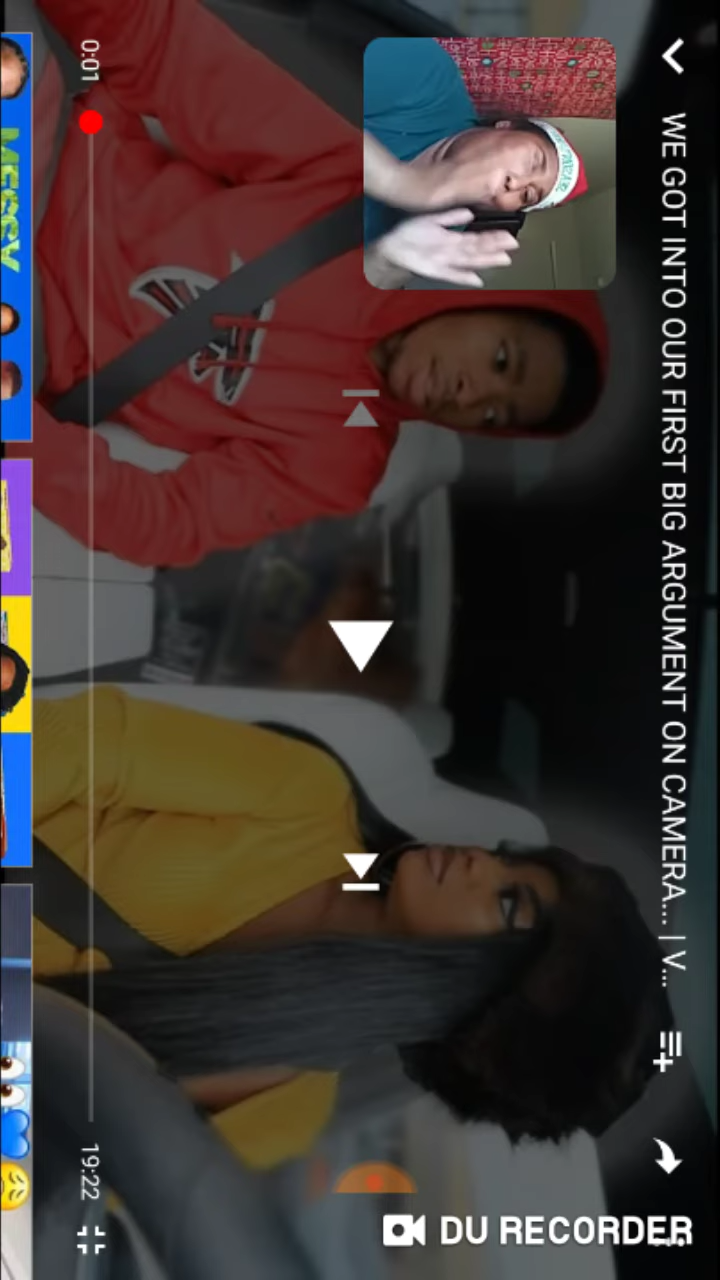 WE GOT INTO OUR FIRST BIG ARGUMENT ON CAMERA... | V...
0:01
19:22
MESSY
DU RECORDER